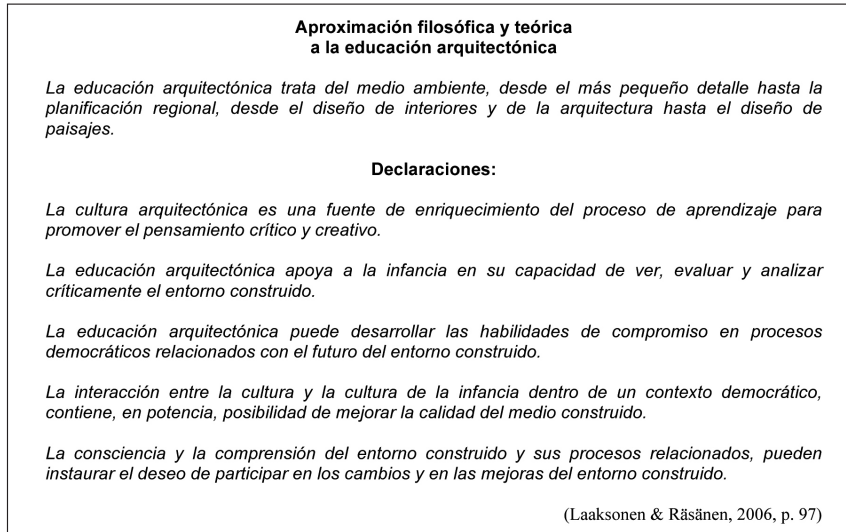 Aproximación filosófica y teórica
a la educación arquitectónica
La educación arquitectónica trata del medio ambiente, desde el más pequeño detalle hasta la
planificación regional, desde el diseño de interiores y de la arquitectura hasta el diseño de
paisajes.
Declaraciones:
La cultura arquitectónica es una fuente de enriquecimiento del proceso de aprendizaje para
promover el pensamiento crítico y creativo.
La educación arquitectónica apoya a la infancia en su capacidad de ver, evaluar y analizar
críticamente el entorno construido.
La educación arquitectónica puede desarrollar las habilidades de compromiso en procesos
democráticos relacionados con el futuro del entorno construido.
La interacción entre la cultura y la cultura de la infancia dentro de un contexto democrático,
contiene, en potencia, posibilidad de mejorar la calidad del medio construido.
La consciencia y la comprensión del entorno construido y sus procesos relacionados, pueden
instaurar el deseo de participar en los cambios y en las mejoras del entorno construido.
(Laaksonen & Räsänen, 2006, p. 97)